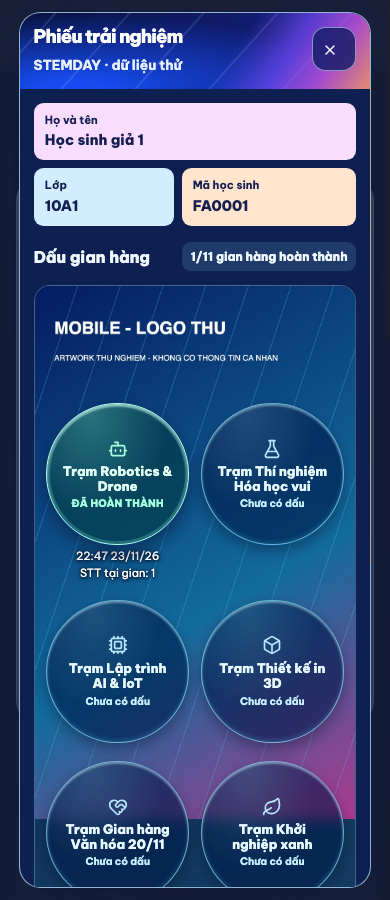 Phiếu trải nghiệm
STEMDAY · dữ liệu thử
Họ và tên
Học sinh giả 1
Lớp
10A1
Mã học sinh
FA0001
Dấu gian hàng
1/11 gian hàng hoàn thành
MOBILE - LOGO THU
ARTWORK THU NGHIEM - KHONG CO THONG TIN CA NHAN
Trạm Robotics &
Drone
ĐÃ HOÀN THÀNH
22:47 23/11/26
STT tại gian: 1
Trạm Thí nghiệm
Hóa học vui
Chưa có dấu
Trạm Lập trình
AI & IoT
Chưa có dấu
Trạm Thiết kế in
3D
Chưa có dấu
Trạm Gian hàng
Văn hóa 20/11
Chưa có dấu
Trạm Khởi
nghiệp xanh
Chưa có dấu